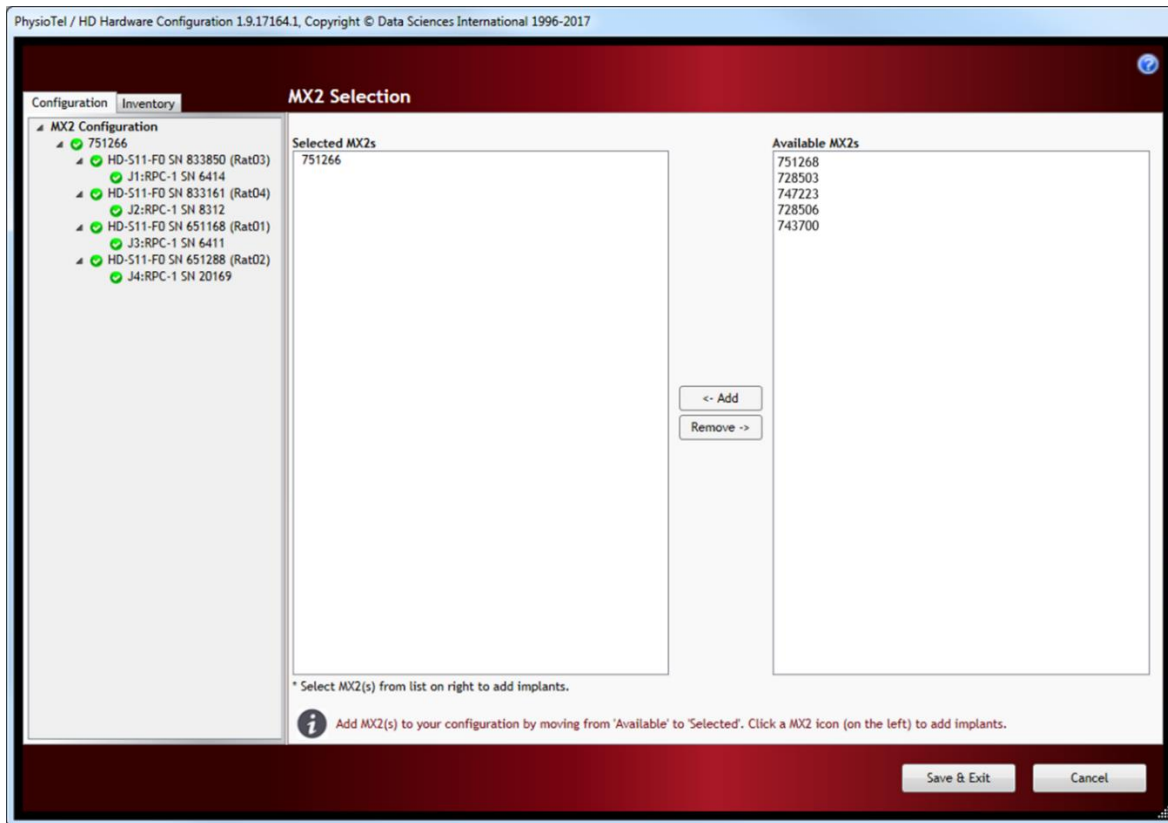 PhysioTel / HD Hardware Configuration 1.9.17164.1, Copyright © Data Sciences International 1996-2017
?
Configuration Inventory
MX2 Selection
MX2 Configuration
751266
HD-S11-F0 SN 833850 (Rat03)
J1:RPC-1 SN 6414
HD-S11-F0 SN 833161 (Rat04)
J2:RPC-1 SN 8312
HD-S11-F0 SN 651168 (Rat01)
J3:RPC-1 SN 6411
HD-S11-F0 SN 651288 (Rat02)
J4:RPC-1 SN 20169
Selected MX2s
751266
<- Add
Remove ->
Available MX2s
751268
728503
747223
728506
743700
* Select MX2(s) from list on right to add implants.
i Add MX2(s) to your configuration by moving from 'Available' to 'Selected'. Click a MX2 icon (on the left) to add implants.
Save & Exit Cancel